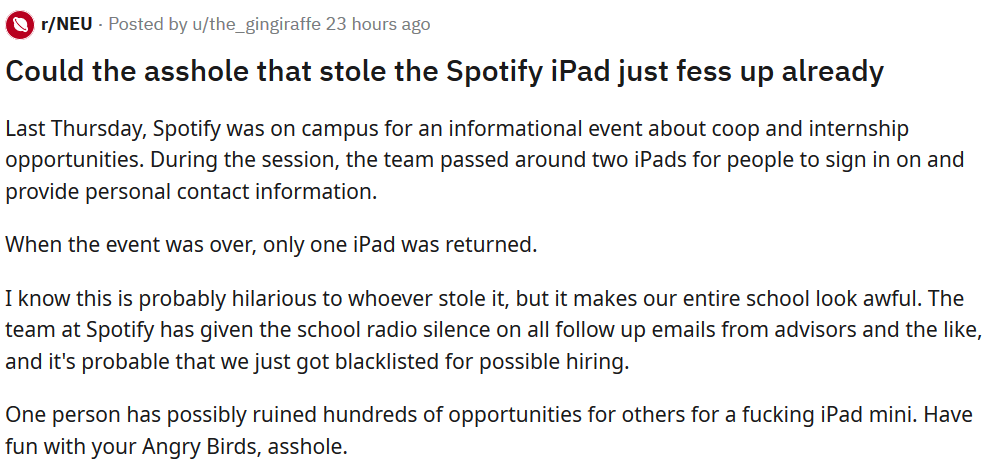 r/NEU · Posted by u/the_gingiraffe 23 hours ago
Could the asshole that stole the Spotify iPad just fess up already
Last Thursday, Spotify was on campus for an informational event about coop and internship
opportunities. During the session, the team passed around two iPads for people to sign in on and
provide personal contact information.
When the event was over, only one iPad was returned.
I know this is probably hilarious to whoever stole it, but it makes our entire school look awful. The
team at Spotify has given the school radio silence on all follow up emails from advisors and the like,
and it's probable that we just got blacklisted for possible hiring.
One person has possibly ruined hundreds of opportunities for others for a fucking iPad mini. Have
fun with your Angry Birds, asshole.